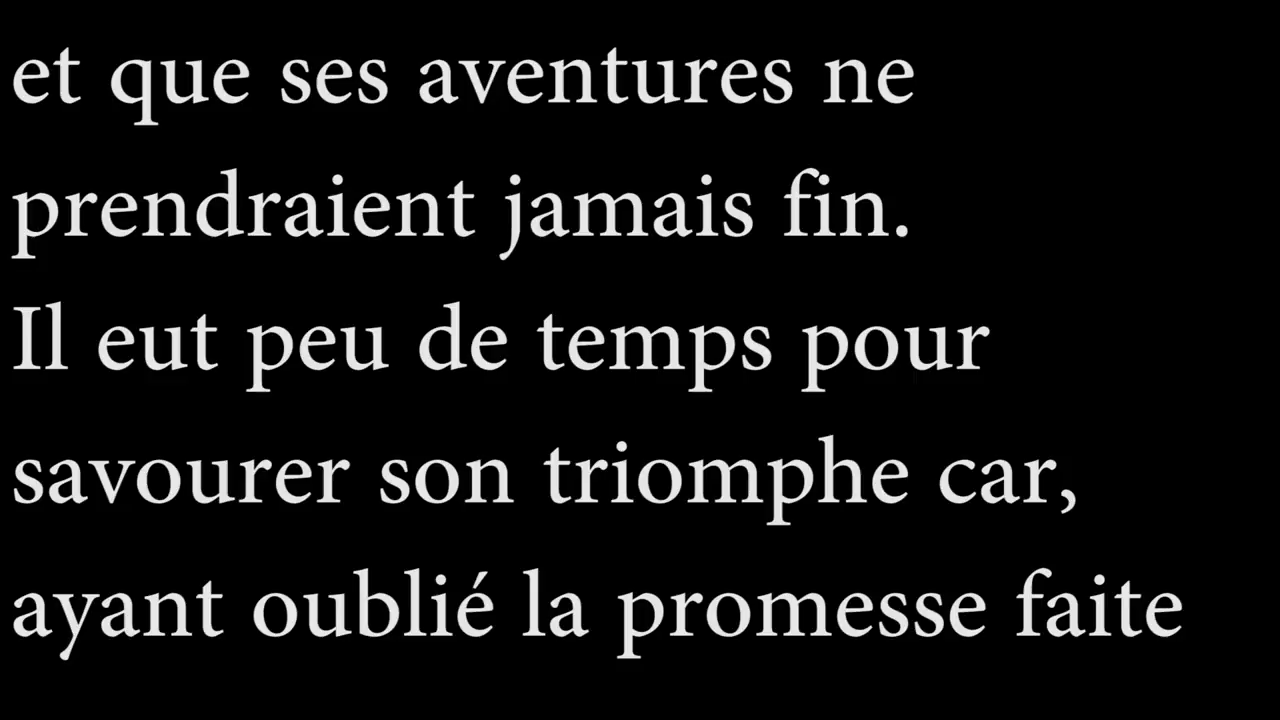 et que ses aventures ne
prendraient jamais fin.
Il eut peu de temps pour
savourer son triomphe car,
ayant oublié la promesse faite